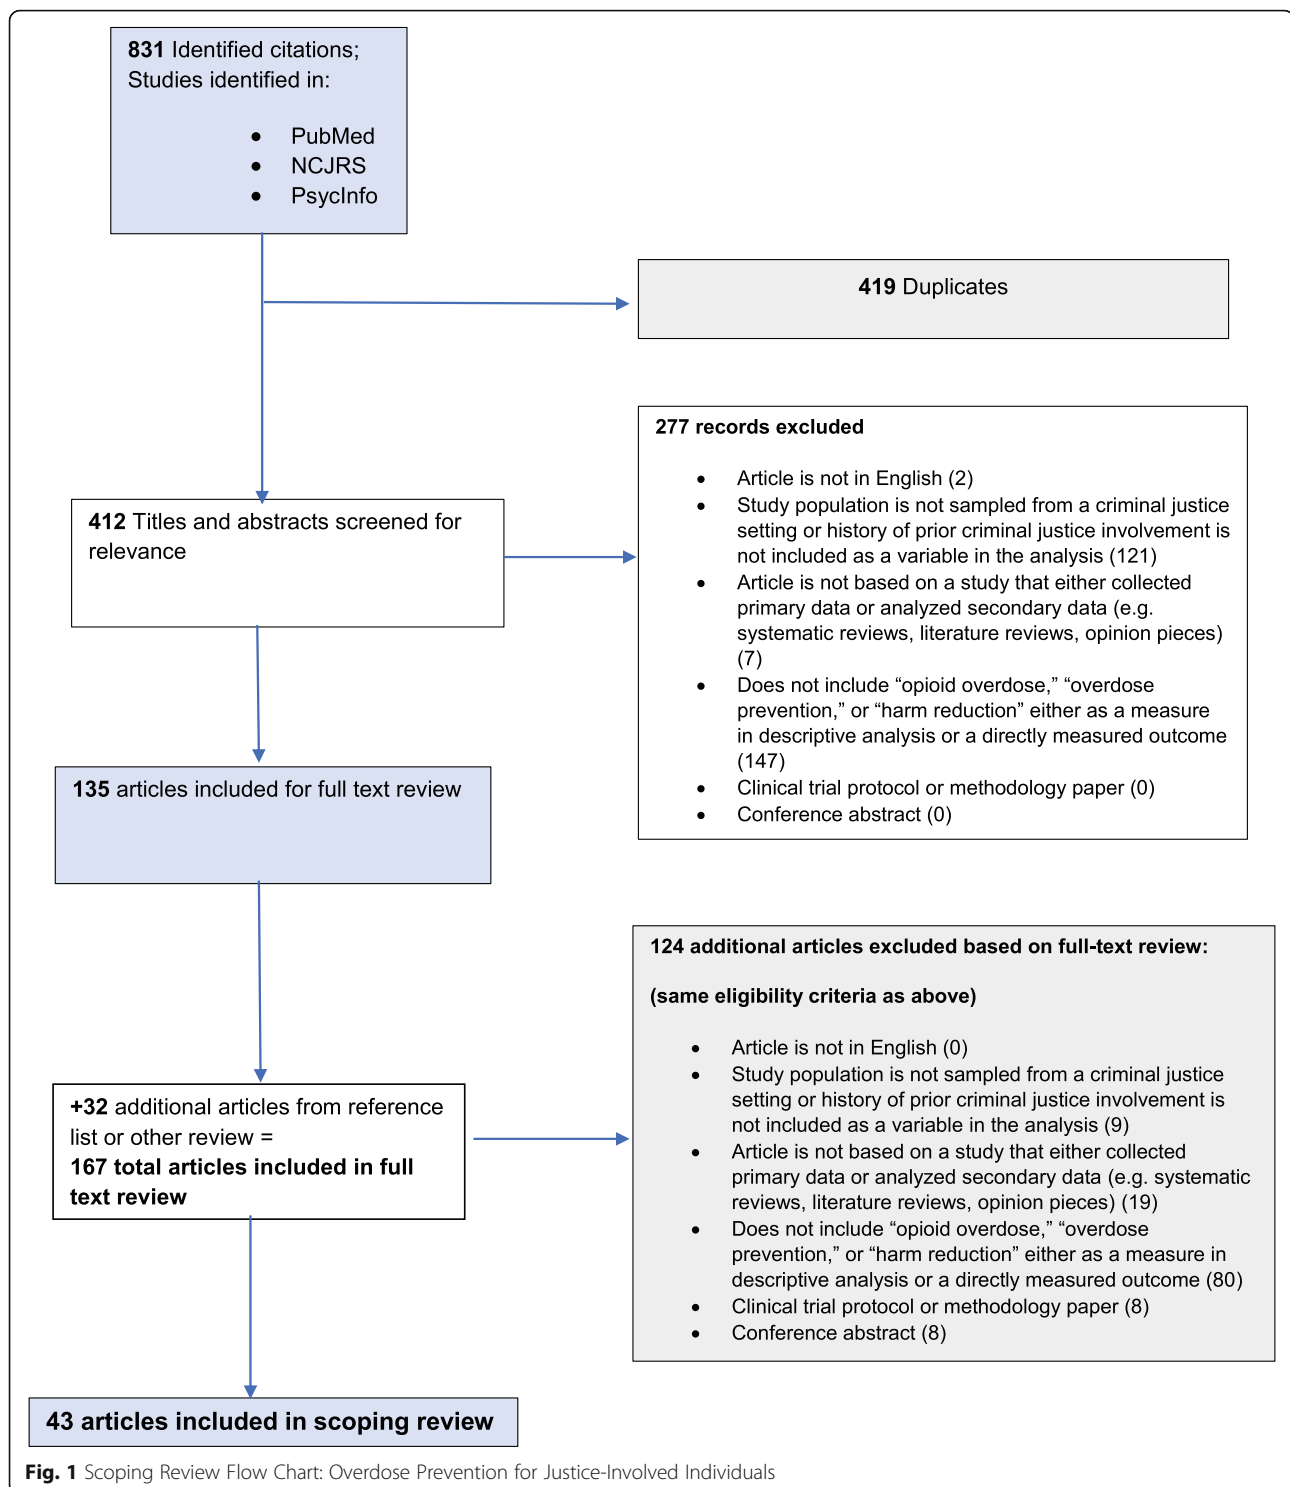 831 Identified citations;
Studies identified in:
• PubMed
• NCJRS
• PsycInfo
419 Duplicates
412 Titles and abstracts screened for
relevance
277 records excluded
• Article is not in English (2)
• Study population is not sampled from a criminal justice
setting or history of prior criminal justice involvement is
not included as a variable in the analysis (121)
• Article is not based on a study that either collected
primary data or analyzed secondary data (e.g.
systematic reviews, literature reviews, opinion pieces)
(7)
• Does not include “opioid overdose,” “overdose
prevention,” or “harm reduction” either as a measure
in descriptive analysis or a directly measured outcome
(147)
• Clinical trial protocol or methodology paper (0)
• Conference abstract (0)
135 articles included for full text review
+32 additional articles from reference
list or other review =
167 total articles included in full
text review
124 additional articles excluded based on full-text review:
(same eligibility criteria as above)
• Article is not in English (0)
• Study population is not sampled from a criminal justice
setting or history of prior criminal justice involvement is
not included as a variable in the analysis (9)
• Article is not based on a study that either collected
primary data or analyzed secondary data (e.g. systematic
reviews, literature reviews, opinion pieces) (19)
• Does not include “opioid overdose,” “overdose
prevention,” or “harm reduction” either as a measure in
descriptive analysis or a directly measured outcome (80)
• Clinical trial protocol or methodology paper (8)
• Conference abstract (8)
43 articles included in scoping review
Fig. 1 Scoping Review Flow Chart: Overdose Prevention for Justice-Involved Individuals